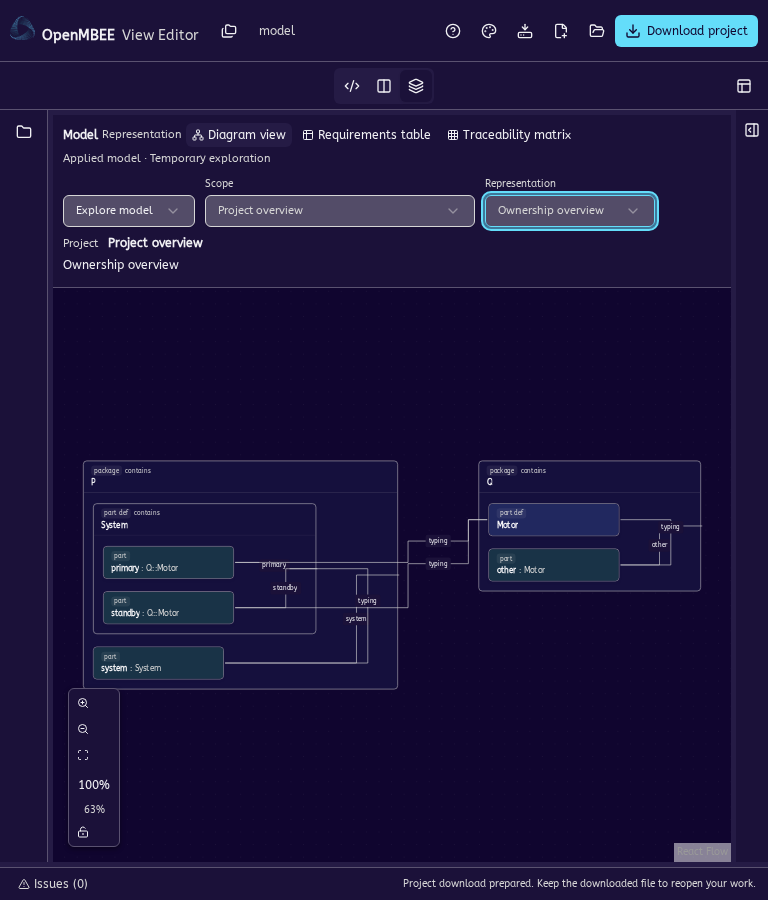 OpenMBEE View Editor
model
Download project
Model Representation Diagram view Requirements table Traceability matrix
Applied model · Temporary exploration
Scope
Representation
Explore model
Project overview
Ownership overview
Project Project overview
Ownership overview
package contains
P
part def contains
System
part
primary : Q::Motor
part
standby : Q::Motor
part
system : System
primary
standby
typing
system
typing
typing
package contains
Q
part def
Motor
part
other : Motor
typing
other
100%
63%
React Flow
Issues (0)
Project download prepared. Keep the downloaded file to reopen your work.